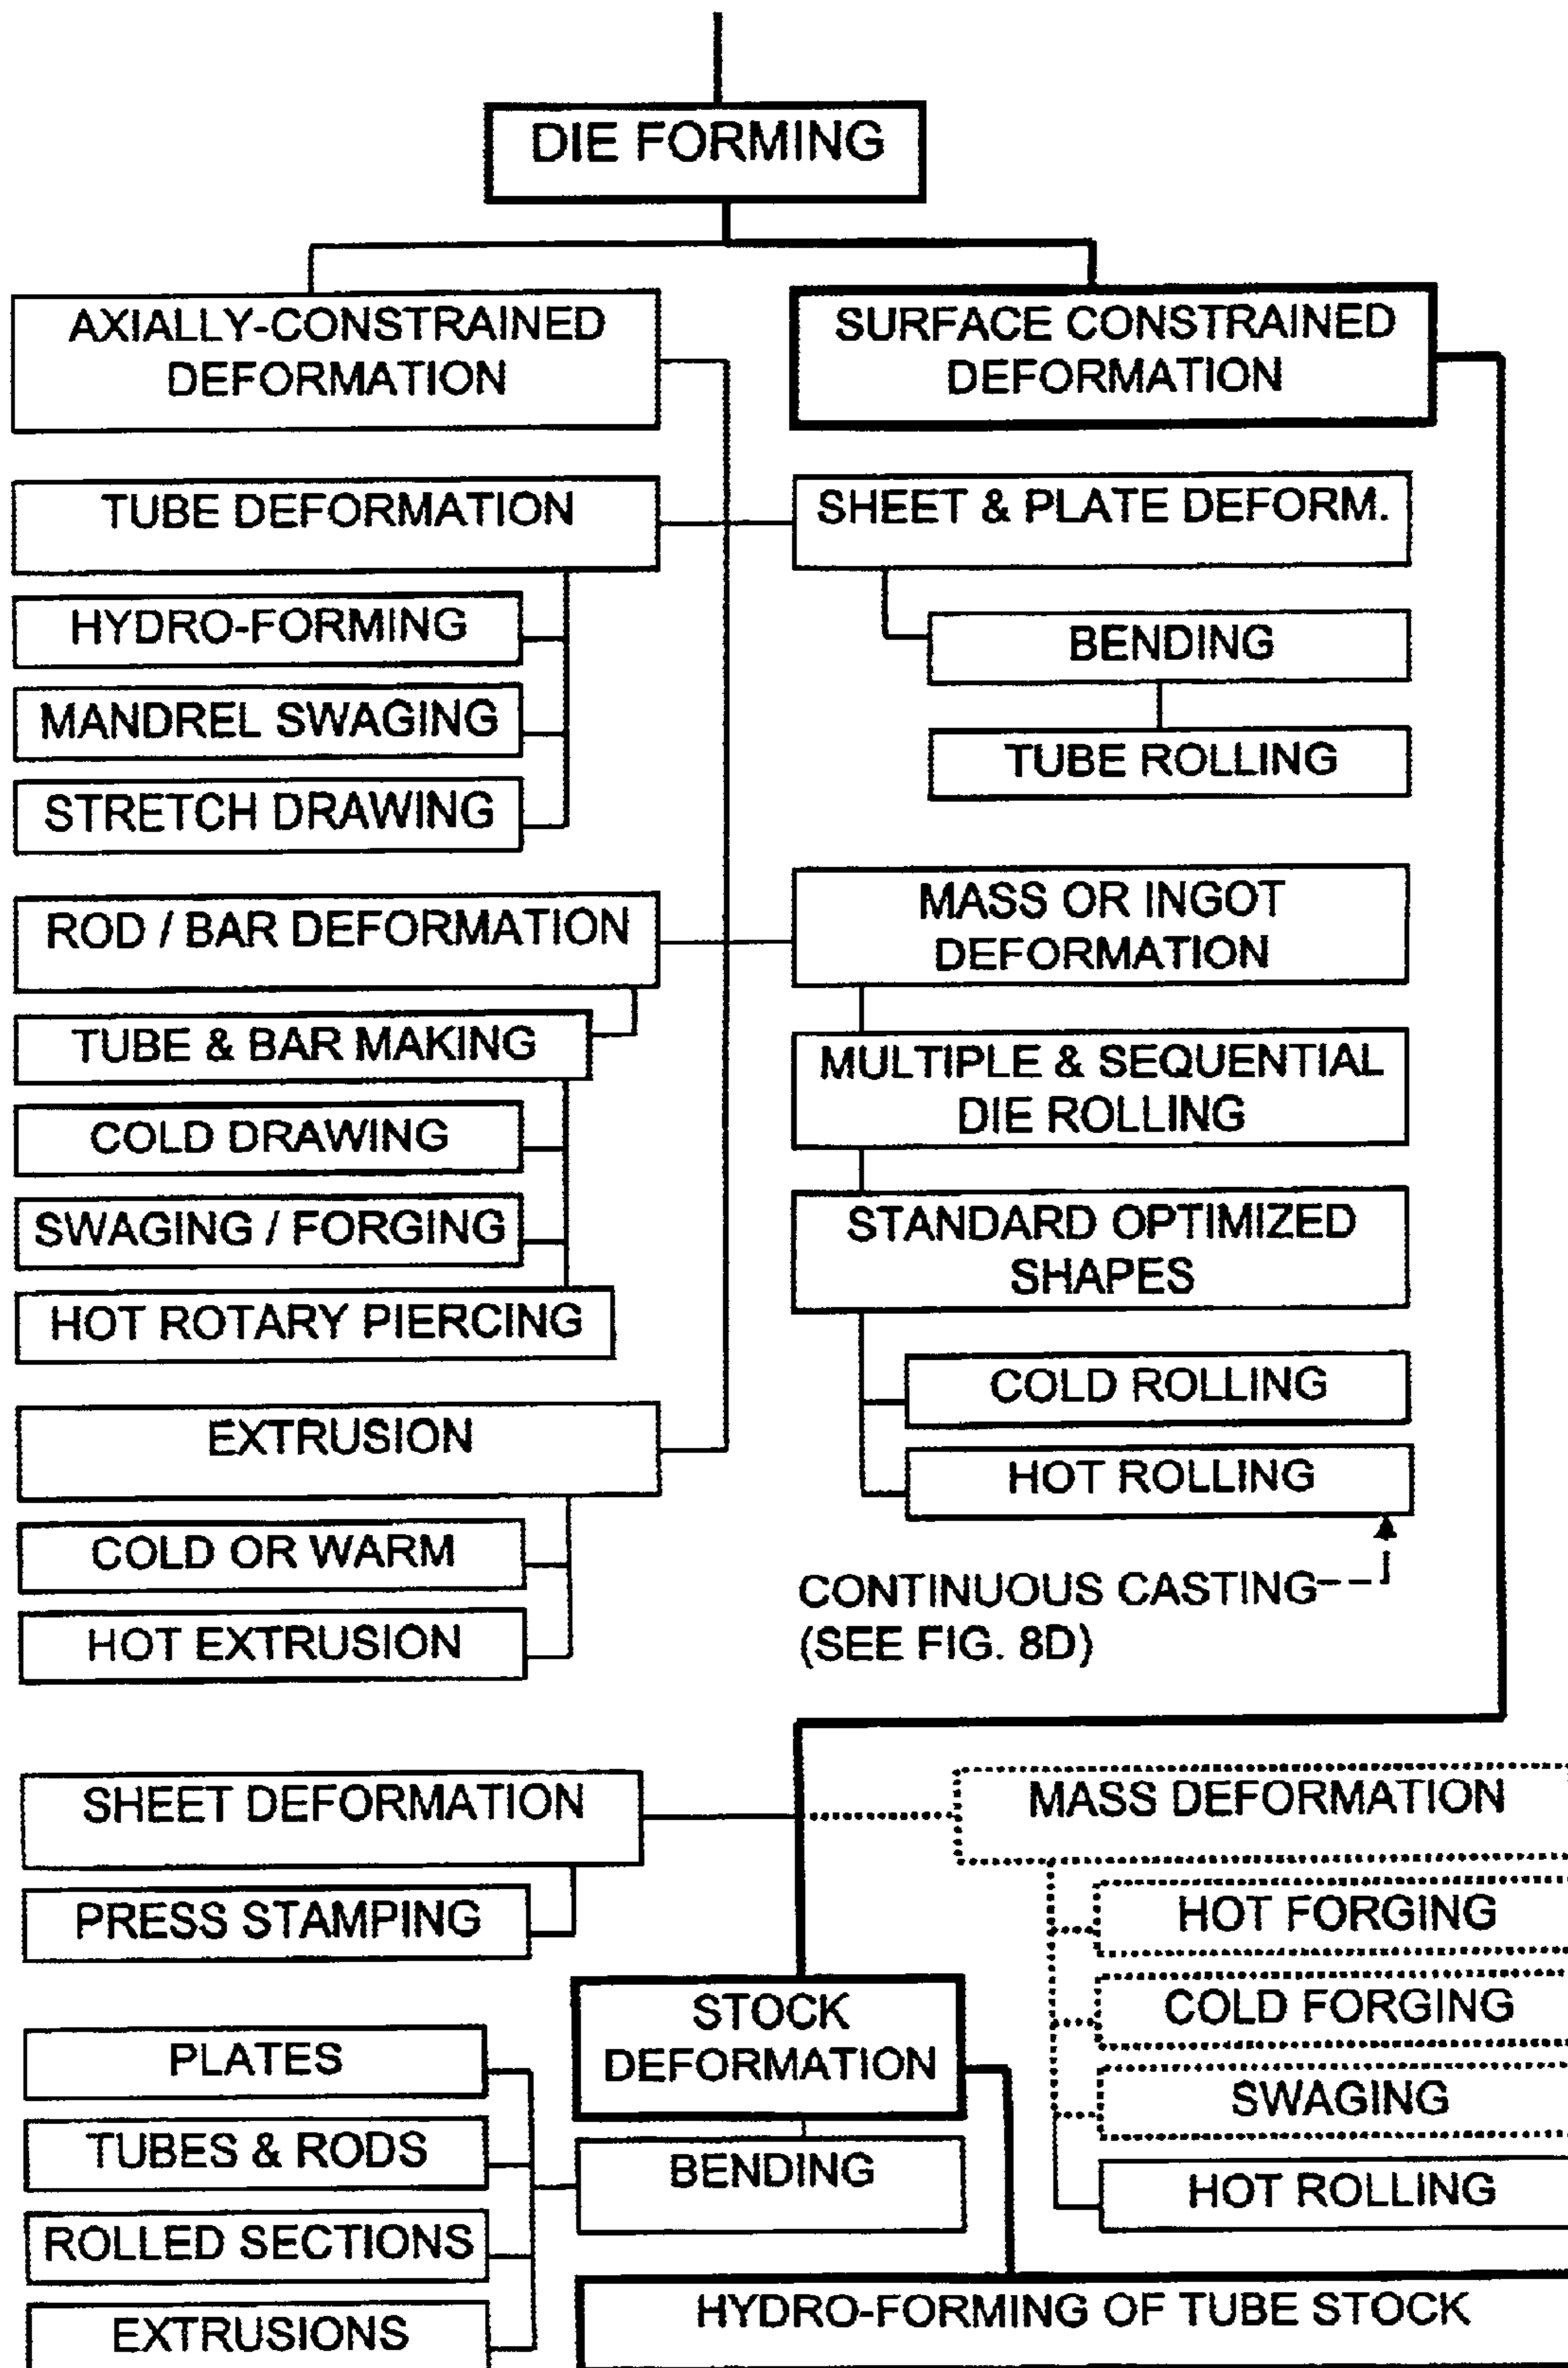 DIE FORMING
AXIALLY-CONSTRAINED
DEFORMATION
SURFACE CONSTRAINED
DEFORMATION
TUBE DEFORMATION
HYDRO-FORMING
MANDREL SWAGING
STRETCH DRAWING
SHEET & PLATE DEFORM.
BENDING
TUBE ROLLING
ROD / BAR DEFORMATION
TUBE & BAR MAKING
COLD DRAWING
SWAGING / FORGING
HOT ROTARY PIERCING
MASS OR INGOT
DEFORMATION
MULTIPLE & SEQUENTIAL
DIE ROLLING
STANDARD OPTIMIZED
SHAPES
COLD ROLLING
HOT ROLLING
CONTINUOUS CASTING
(SEE FIG. 8D)
EXTRUSION
COLD OR WARM
HOT EXTRUSION
SHEET DEFORMATION
PRESS STAMPING
MASS DEFORMATION
HOT FORGING
COLD FORGING
SWAGING
HOT ROLLING
STOCK
DEFORMATION
BENDING
PLATES
TUBES & RODS
ROLLED SECTIONS
EXTRUSIONS
HYDRO-FORMING OF TUBE STOCK